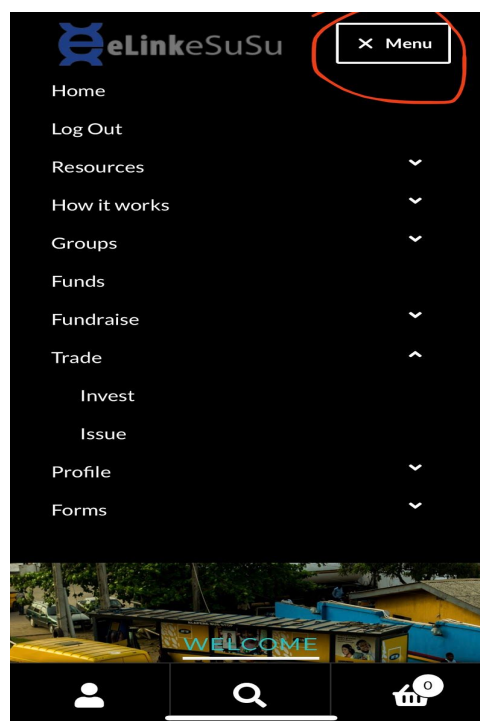 eLinkeSuSu
× Menu
Home
Log Out
Resources
How it works
Groups
Funds
Fundraise
Trade
Invest
Issue
Profile
Forms
WELCOME
0